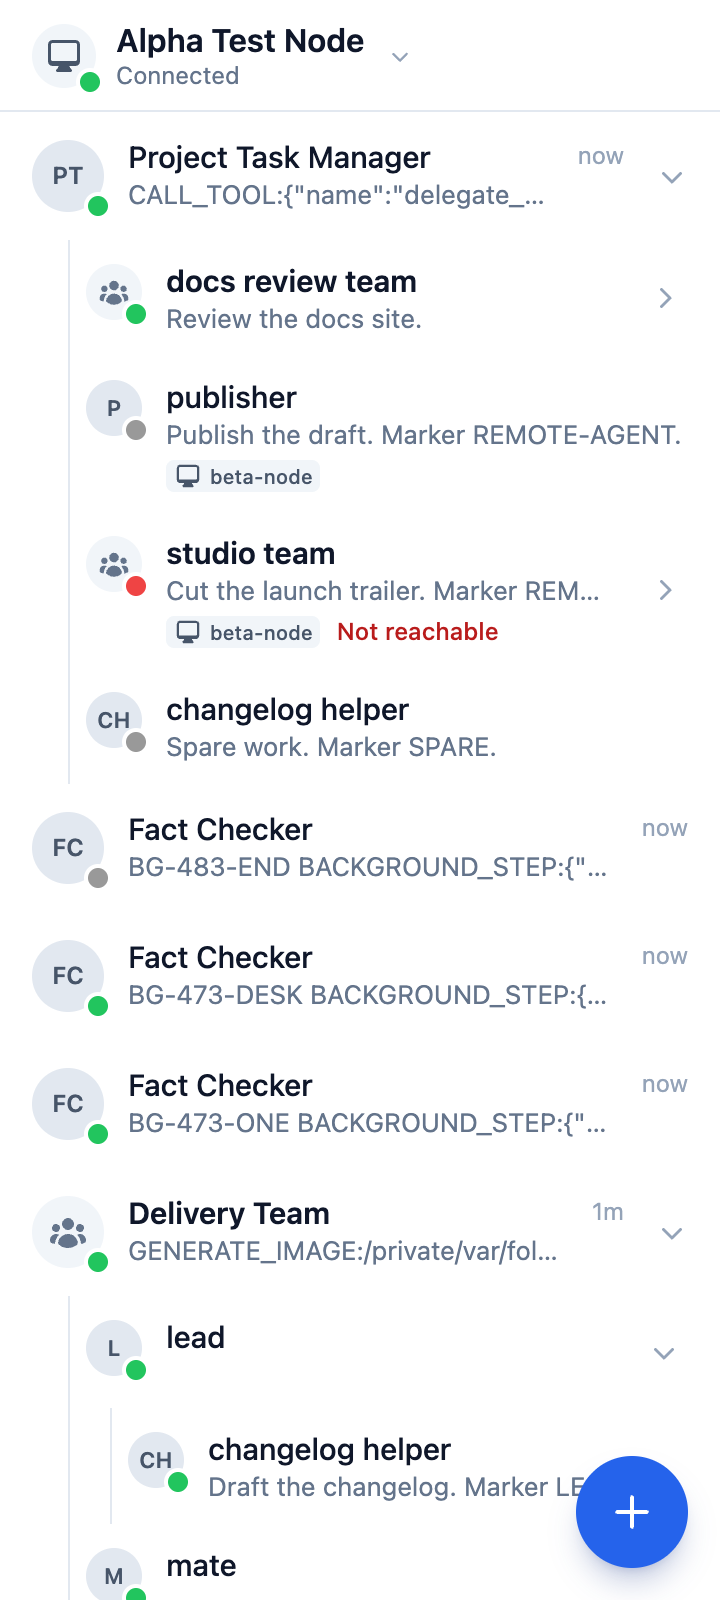 Alpha Test Node
Connected
PT
Project Task Manager
now
CALL_TOOL:{"name":"delegate_...
docs review team
Review the docs site.
P
publisher
Publish the draft. Marker REMOTE-AGENT.
beta-node
studio team
Cut the launch trailer. Marker REM...
beta-node
Not reachable
CH
changelog helper
Spare work. Marker SPARE.
FC
Fact Checker
now
BG-483-END BACKGROUND_STEP:{"...
FC
Fact Checker
now
BG-473-DESK BACKGROUND_STEP:{...
FC
Fact Checker
now
BG-473-ONE BACKGROUND_STEP:{"...
Delivery Team
1m
GENERATE_IMAGE:/private/var/fol...
L
lead
CH
changelog helper
Draft the changelog. Marker LE
M
mate